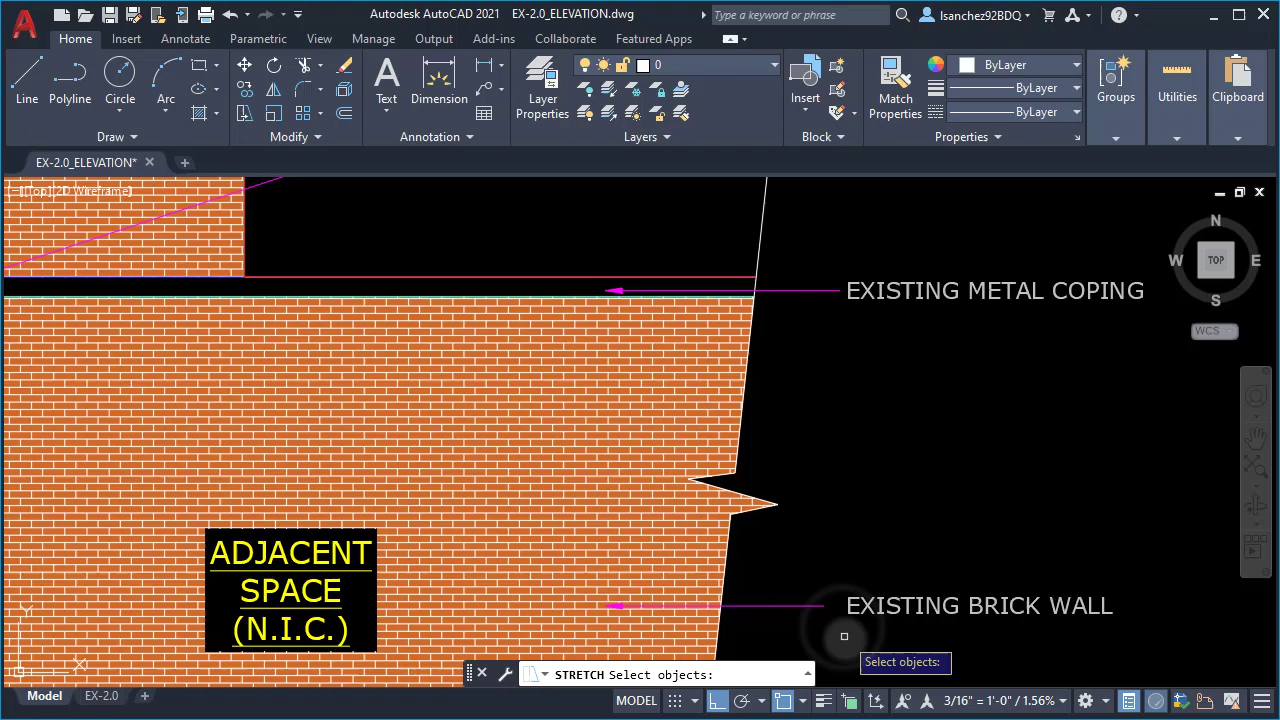 Autodesk AutoCAD 2021 EX-2.0_ELEVATION.dwg
Type a keyword or phrase
Isanchez92BDQ
Home Insert Annotate Parametric View Manage Output Add-ins Collaborate Featured Apps
0
ByLayer
ByLayer
ByLayer
Line Polyline Circle Arc
Text Dimension
Layer Properties
Insert
Match Properties
Groups Utilities Clipboard
Draw Modify Annotation Layers Block Properties
EX-2.0_ELEVATION*
[−][Top][2D Wireframe]
N
W TOP E
S
WCS
EXISTING METAL COPING
ADJACENT
SPACE
(N.I.C.)
EXISTING BRICK WALL
Y
X
Select objects:
STRETCH Select objects:
Model EX-2.0
MODEL
3/16" = 1'-0" / 1.56%